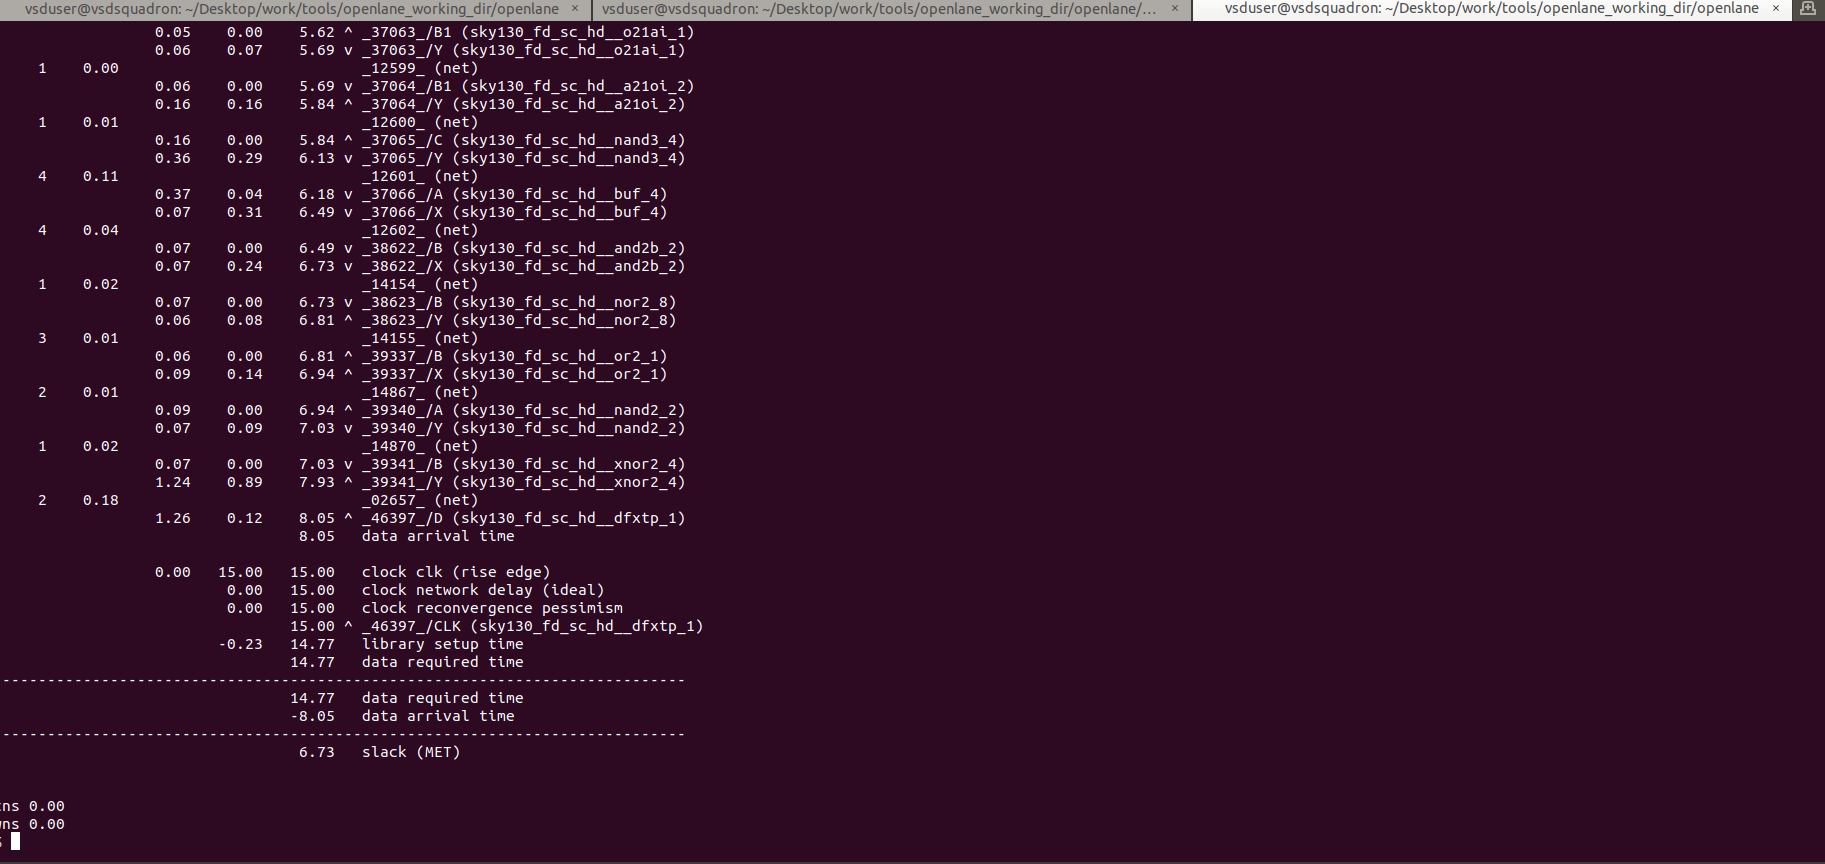 vsduser@vsdsquadron: ~/Desktop/work/tools/openlane_working_dir/openlane × vsduser@vsdsquadron: ~/Desktop/work/tools/openlane_working_dir/openlane/... × vsduser@vsdsquadron: ~/Desktop/work/tools/openlane_working_dir/openlane ×
0.05 0.00 5.62 ^ _37063_/B1 (sky130_fd_sc_hd__o21ai_1)
0.06 0.07 5.69 v _37063_/Y (sky130_fd_sc_hd__o21ai_1)
1 0.00 _12599_ (net)
0.06 0.00 5.69 v _37064_/B1 (sky130_fd_sc_hd__a21oi_2)
0.16 0.16 5.84 ^ _37064_/Y (sky130_fd_sc_hd__a21oi_2)
1 0.01 _12600_ (net)
0.16 0.00 5.84 ^ _37065_/C (sky130_fd_sc_hd__nand3_4)
0.36 0.29 6.13 v _37065_/Y (sky130_fd_sc_hd__nand3_4)
4 0.11 _12601_ (net)
0.37 0.04 6.18 v _37066_/A (sky130_fd_sc_hd__buf_4)
0.07 0.31 6.49 v _37066_/X (sky130_fd_sc_hd__buf_4)
4 0.04 _12602_ (net)
0.07 0.00 6.49 v _38622_/B (sky130_fd_sc_hd__and2b_2)
0.07 0.24 6.73 v _38622_/X (sky130_fd_sc_hd__and2b_2)
1 0.02 _14154_ (net)
0.07 0.00 6.73 v _38623_/B (sky130_fd_sc_hd__nor2_8)
0.06 0.08 6.81 ^ _38623_/Y (sky130_fd_sc_hd__nor2_8)
3 0.01 _14155_ (net)
0.06 0.00 6.81 ^ _39337_/B (sky130_fd_sc_hd__or2_1)
0.09 0.14 6.94 ^ _39337_/X (sky130_fd_sc_hd__or2_1)
2 0.01 _14867_ (net)
0.09 0.00 6.94 ^ _39340_/A (sky130_fd_sc_hd__nand2_2)
0.07 0.09 7.03 v _39340_/Y (sky130_fd_sc_hd__nand2_2)
1 0.02 _14870_ (net)
0.07 0.00 7.03 v _39341_/B (sky130_fd_sc_hd__xnor2_4)
1.24 0.89 7.93 ^ _39341_/Y (sky130_fd_sc_hd__xnor2_4)
2 0.18 _02657_ (net)
1.26 0.12 8.05 ^ _46397_/D (sky130_fd_sc_hd__dfxtp_1)
8.05 data arrival time
0.00 15.00 15.00 clock clk (rise edge)
0.00 15.00 clock network delay (ideal)
0.00 15.00 clock reconvergence pessimism
15.00 ^ _46397_/CLK (sky130_fd_sc_hd__dfxtp_1)
-0.23 14.77 library setup time
14.77 data required time
----------------------------------------------------------------------------
14.77 data required time
-8.05 data arrival time
----------------------------------------------------------------------------
6.73 slack (MET)
tns 0.00
wns 0.00
%